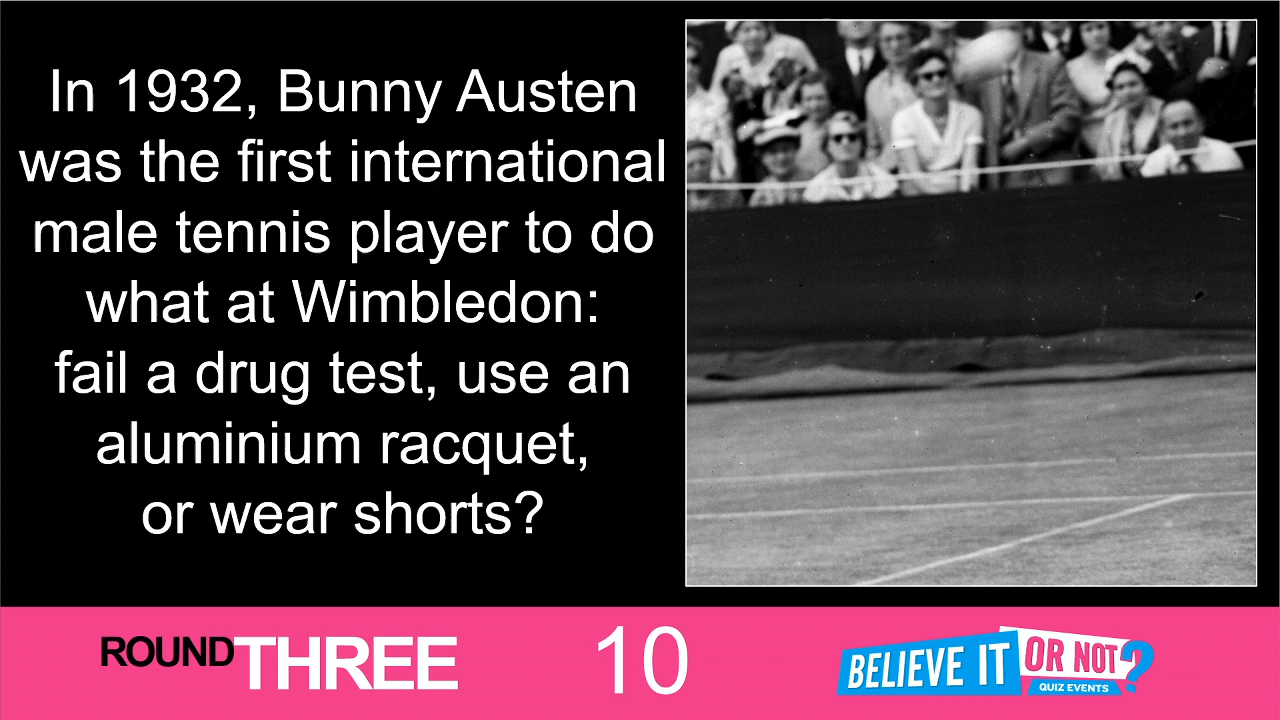 In 1932, Bunny Austen
was the first international
male tennis player to do
what at Wimbledon:
fail a drug test, use an
aluminium racquet,
or wear shorts?
ROUND THREE
10
BELIEVE IT OR NOT?
QUIZ EVENTS